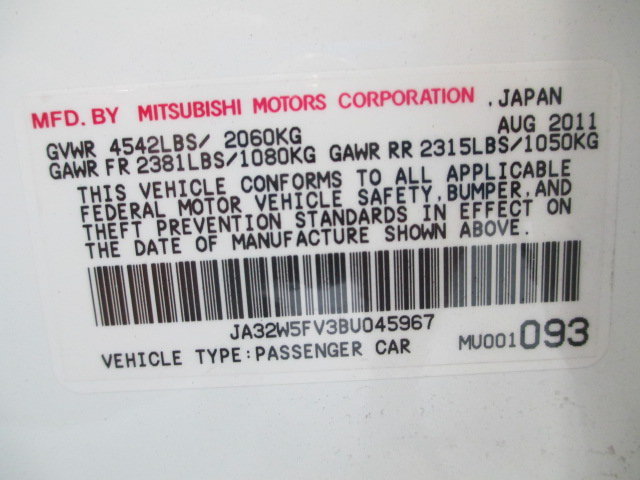 MFD. BY MITSUBISHI MOTORS CORPORATION , JAPAN
GVWR 4542LBS/ 2060KG AUG 2011
GAWR FR 2381LBS/1080KG GAWR RR 2315LBS/1050KG
THIS VEHICLE CONFORMS TO ALL APPLICABLE
FEDERAL MOTOR VEHICLE SAFETY, BUMPER, AND
THEFT PREVENTION STANDARDS IN EFFECT ON
THE DATE OF MANUFACTURE SHOWN ABOVE.
JA32W5FV3BU045967
VEHICLE TYPE:PASSENGER CAR MU001 093